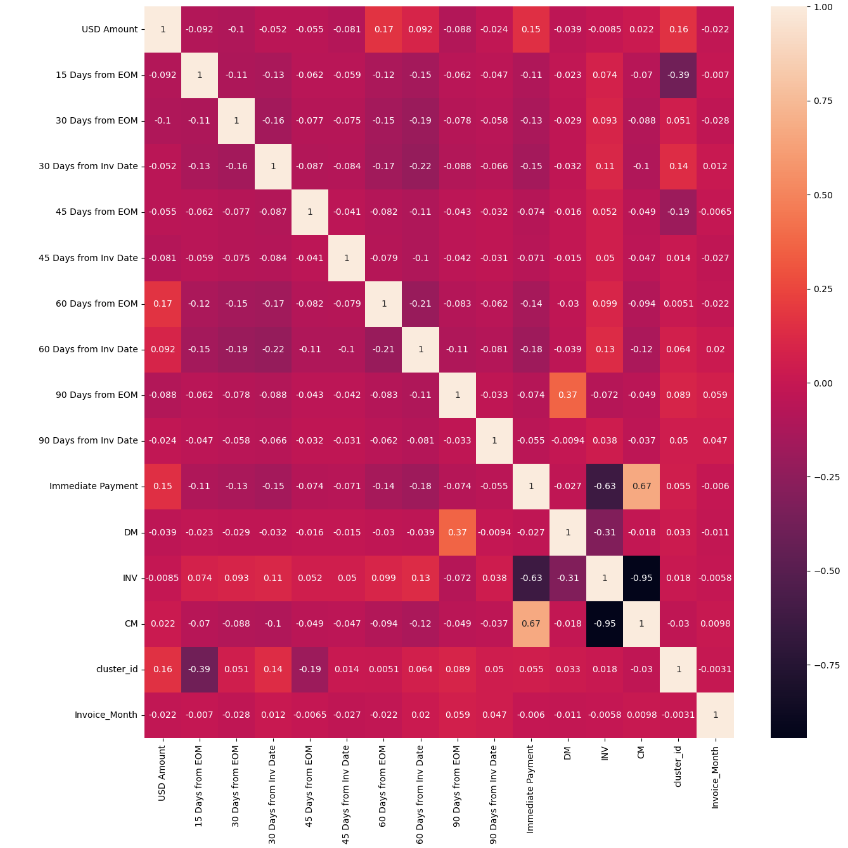 USD Amount 1 -0.092 -0.1 -0.052 -0.055 -0.081 0.17 0.092 -0.088 -0.024 0.15 -0.039 -0.0085 0.022 0.16 -0.022
15 Days from EOM -0.092 1 -0.11 -0.13 -0.062 -0.059 -0.12 -0.15 -0.062 -0.047 -0.11 -0.023 0.074 -0.07 -0.39 -0.007
30 Days from EOM -0.1 -0.11 1 -0.16 -0.077 -0.075 -0.15 -0.19 -0.078 -0.058 -0.13 -0.029 0.093 -0.088 0.051 -0.028
30 Days from Inv Date -0.052 -0.13 -0.16 1 -0.087 -0.084 -0.17 -0.22 -0.088 -0.066 -0.15 -0.032 0.11 -0.1 0.14 0.012
45 Days from EOM -0.055 -0.062 -0.077 -0.087 1 -0.041 -0.082 -0.11 -0.043 -0.032 -0.074 -0.016 0.052 -0.049 -0.19 -0.0065
45 Days from Inv Date -0.081 -0.059 -0.075 -0.084 -0.041 1 -0.079 -0.1 -0.042 -0.031 -0.071 -0.015 0.05 -0.047 0.014 -0.027
60 Days from EOM 0.17 -0.12 -0.15 -0.17 -0.082 -0.079 1 -0.21 -0.083 -0.062 -0.14 -0.03 0.099 -0.094 0.0051 -0.022
60 Days from Inv Date 0.092 -0.15 -0.19 -0.22 -0.11 -0.1 -0.21 1 -0.11 -0.081 -0.18 -0.039 0.13 -0.12 0.064 0.02
90 Days from EOM -0.088 -0.062 -0.078 -0.088 -0.043 -0.042 -0.083 -0.11 1 -0.033 -0.074 0.37 -0.072 -0.049 0.089 0.059
90 Days from Inv Date -0.024 -0.047 -0.058 -0.066 -0.032 -0.031 -0.062 -0.081 -0.033 1 -0.055 -0.0094 0.038 -0.037 0.05 0.047
Immediate Payment 0.15 -0.11 -0.13 -0.15 -0.074 -0.071 -0.14 -0.18 -0.074 -0.055 1 -0.027 -0.63 0.67 0.055 -0.006
DM -0.039 -0.023 -0.029 -0.032 -0.016 -0.015 -0.03 -0.039 0.37 -0.0094 -0.027 1 -0.31 -0.018 0.033 -0.011
INV -0.0085 0.074 0.093 0.11 0.052 0.05 0.099 0.13 -0.072 0.038 -0.63 -0.31 1 -0.95 0.018 -0.0058
CM 0.022 -0.07 -0.088 -0.1 -0.049 -0.047 -0.094 -0.12 -0.049 -0.037 0.67 -0.018 -0.95 1 -0.03 0.0098
cluster_id 0.16 -0.39 0.051 0.14 -0.19 0.014 0.0051 0.064 0.089 0.05 0.055 0.033 0.018 -0.03 1 -0.0031
Invoice_Month -0.022 -0.007 -0.028 0.012 -0.0065 -0.027 -0.022 0.02 0.059 0.047 -0.006 -0.011 -0.0058 0.0098 -0.0031 1
USD Amount
15 Days from EOM
30 Days from EOM
30 Days from Inv Date
45 Days from EOM
45 Days from Inv Date
60 Days from EOM
60 Days from Inv Date
90 Days from EOM
90 Days from Inv Date
Immediate Payment
DM
INV
CM
cluster_id
Invoice_Month
1.00
0.75
0.50
0.25
0.00
−0.25
−0.50
−0.75